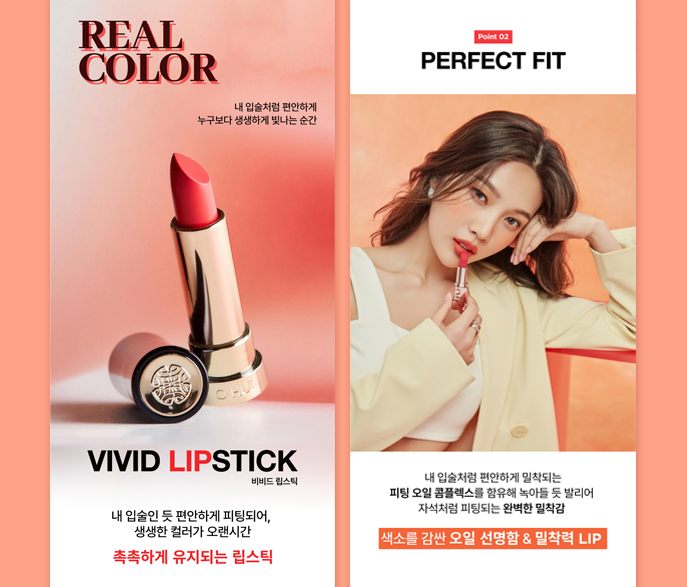 REAL
COLOR
내 입술처럼 편안하게
누구보다 생생하게 빛나는 순간
VIVID LIPSTICK
비비드 립스틱
내 입술인 듯 편안하게 피팅되어,
생생한 컬러가 오랜시간
촉촉하게 유지되는 립스틱
Point 02
PERFECT FIT
내 입술처럼 편안하게 밀착되는
피팅 오일 콤플렉스를 함유해 녹아들 듯 발리어
자석처럼 피팅되는 완벽한 밀착감
색소를 감싼 오일 선명함 & 밀착력 LIP